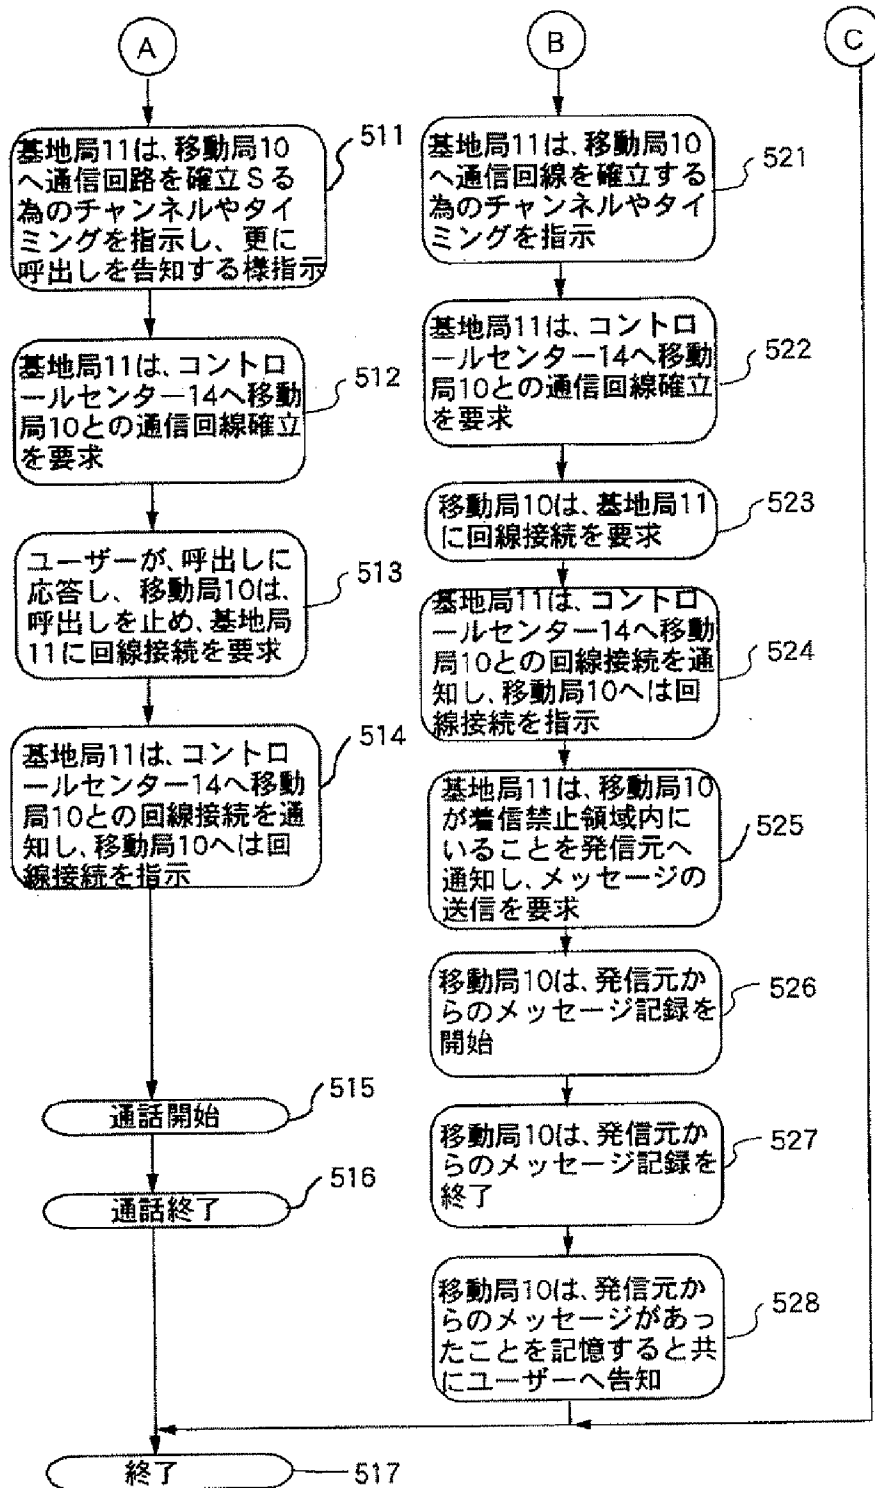 A
基地局11は、移動局10
へ通信回路を確立Sる
為のチャンネルやタイ
ミングを指示し、更に
呼出しを告知する様指示
511
基地局11は、コントロ
ールセンター14へ移動
局10との通信回線確立
を要求
512
ユーザーが、呼出しに
応答し、移動局10は、
呼出しを止め、基地局
11に回線接続を要求
513
基地局11は、コントロ
ールセンター14へ移動
局10との回線接続を通
知し、移動局10へは回
線接続を指示
514
通話開始
515
通話終了
516
終了
517
B
基地局11は、移動局10
へ通信回線を確立する
為のチャンネルやタイ
ミングを指示
521
基地局11は、コントロ
ールセンター14へ移動
局10との通信回線確立
を要求
522
移動局10は、基地局11
に回線接続を要求
523
基地局11は、コントロ
ールセンター14へ移動
局10との回線接続を通
知し、移動局10へは回
線接続を指示
524
基地局11は、移動局10
が着信禁止領域内に
いることを発信元へ
通知し、メッセージの
送信を要求
525
移動局10は、発信元か
らのメッセージ記録を
開始
526
移動局10は、発信元か
らのメッセージ記録を
終了
527
移動局10は、発信元か
らのメッセージがあっ
たことを記憶すると共
にユーザーへ告知
528
C